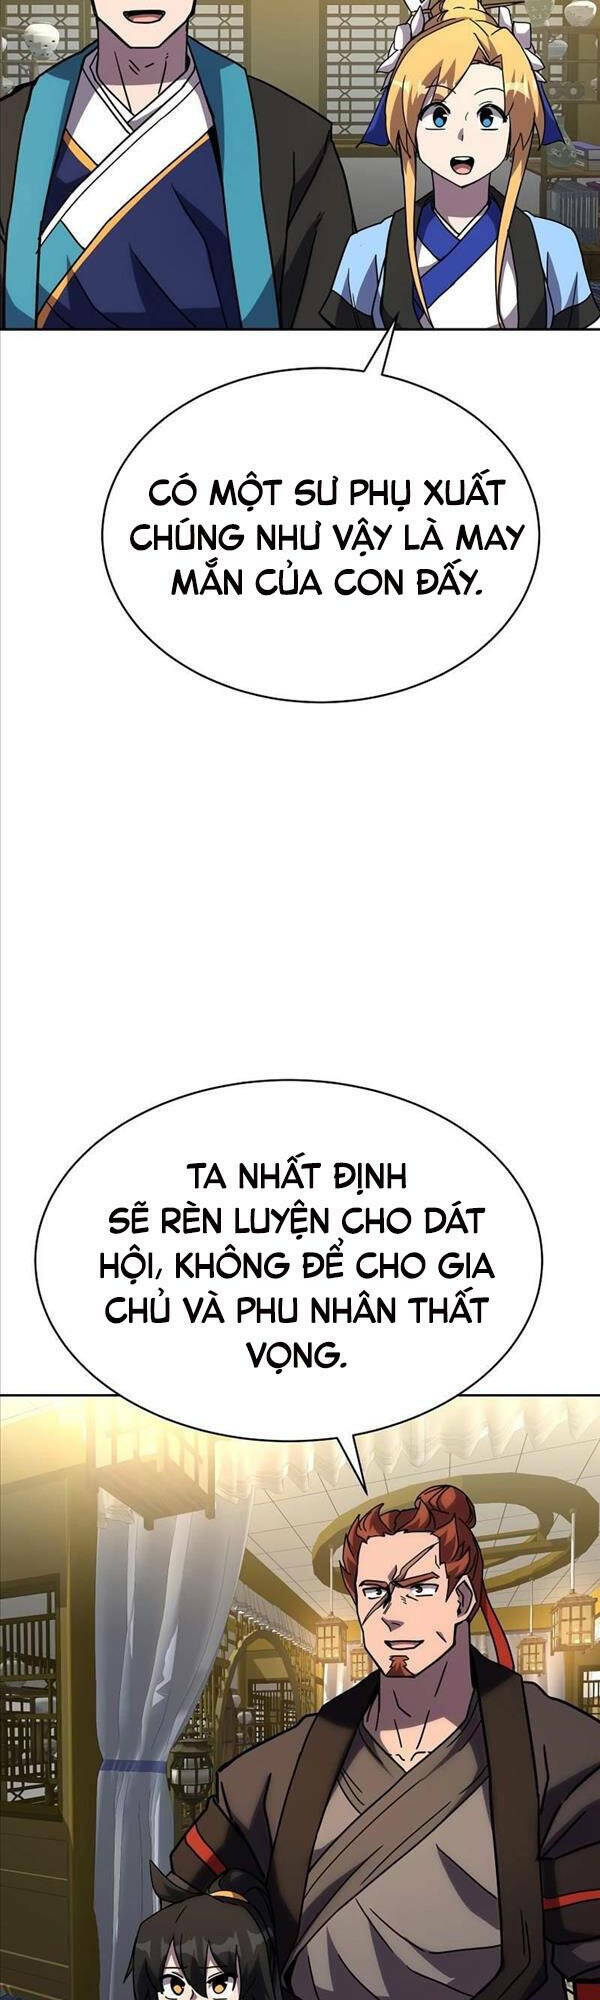 CÓ MỘT SƯ PHỤ XUẤT
CHÚNG NHƯ VẬY LÀ MAY
MẮN CỦA CON ĐẤY.
TA NHẤT ĐỊNH
SẼ RÈN LUYỆN CHO DÁT
HỘI, KHÔNG ĐỂ CHO GIA
CHỦ VÀ PHU NHÂN THẤT
VỌNG.